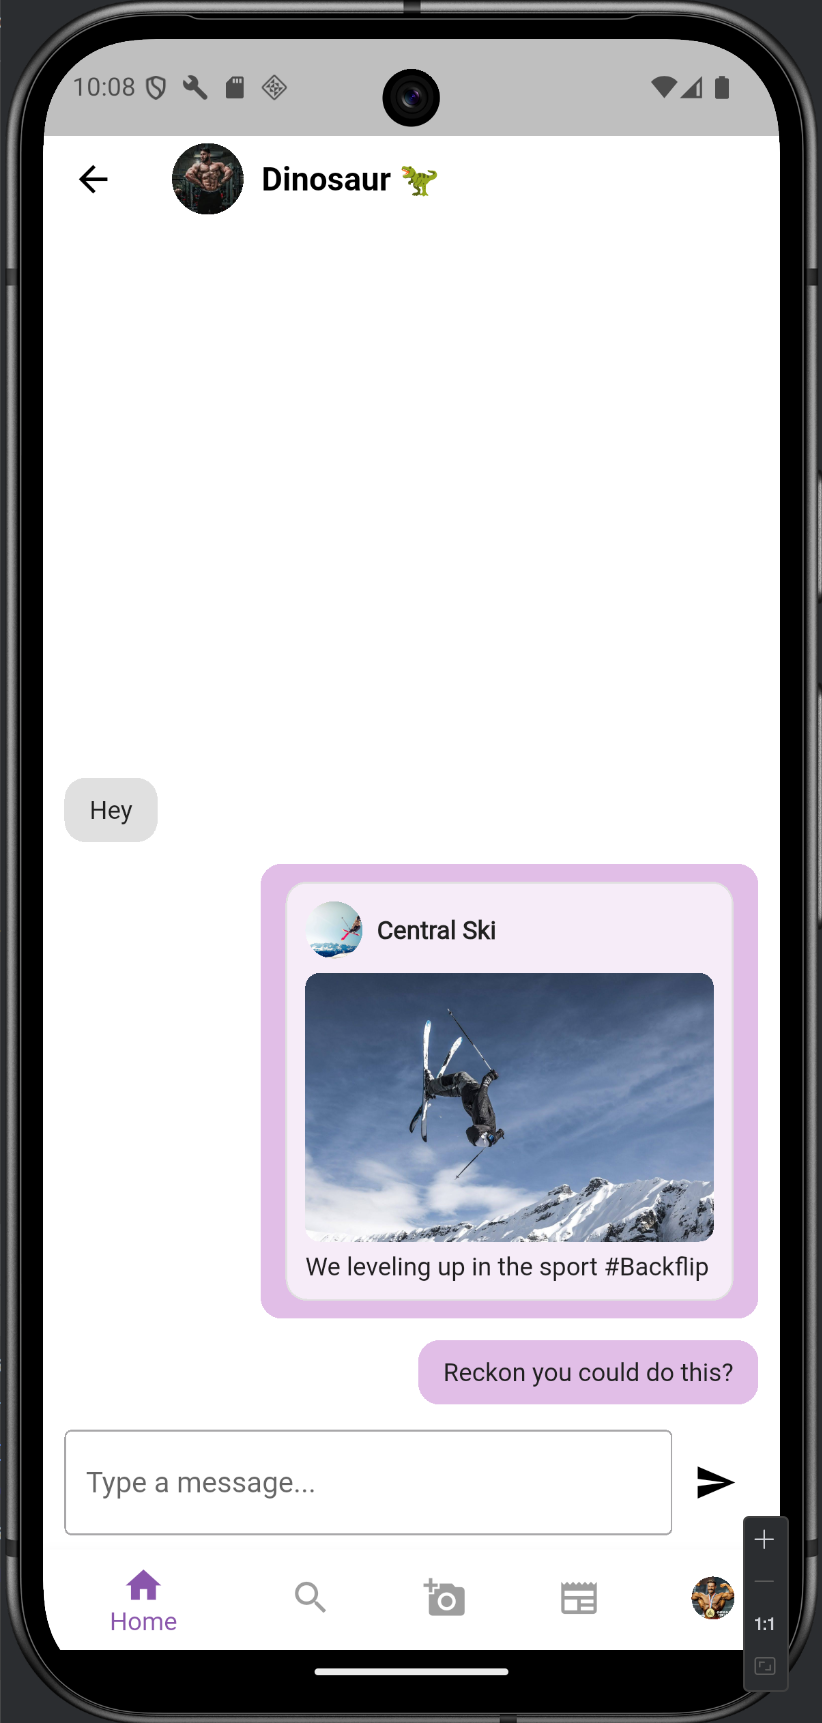 10:08
Dinosaur 🦖
Hey
Central Ski
We leveling up in the sport #Backflip
Reckon you could do this?
Type a message...
Home
1:1